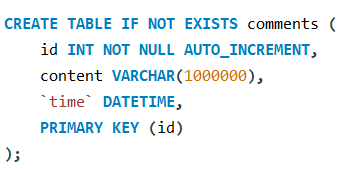 CREATE TABLE IF NOT EXISTS comments (
    id INT NOT NULL AUTO_INCREMENT,
    content VARCHAR(1000000),
    `time` DATETIME,
    PRIMARY KEY (id)
);